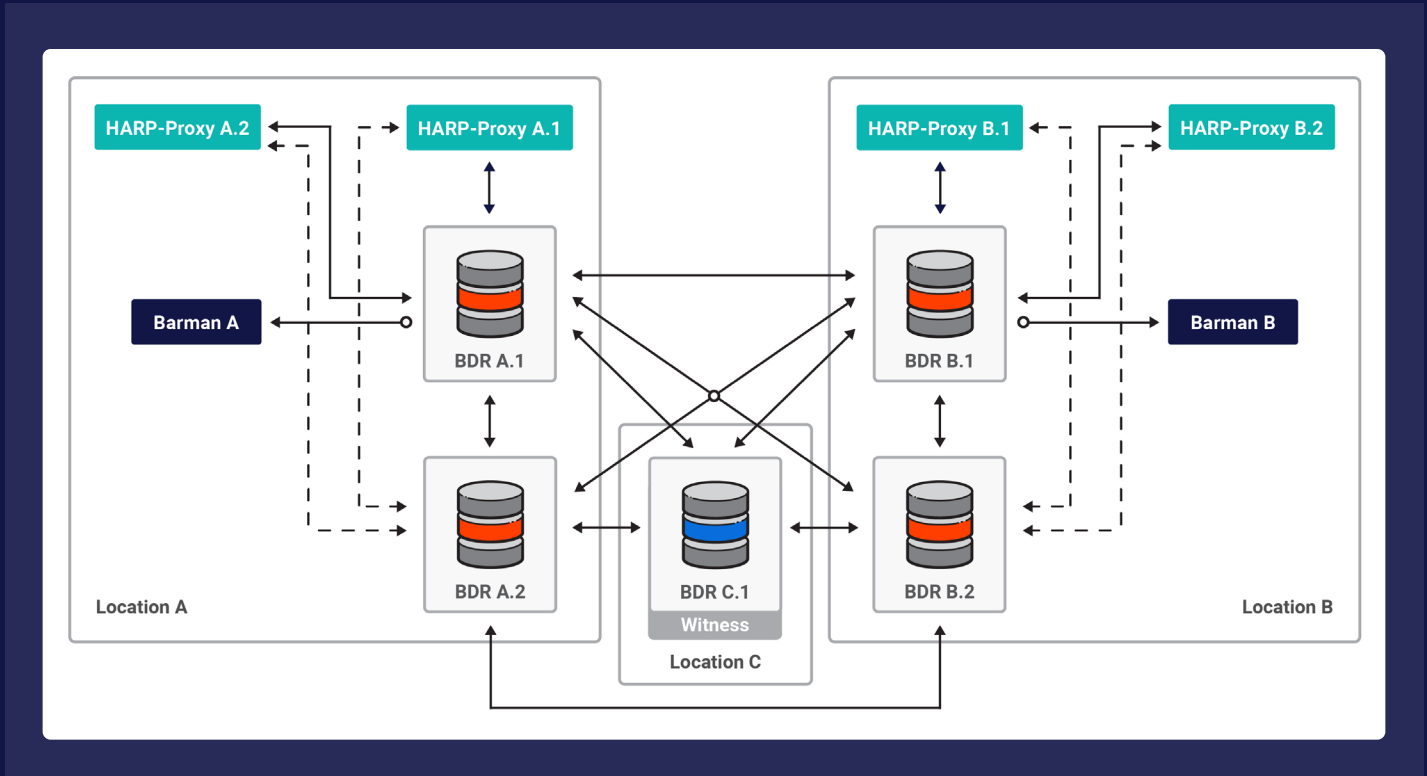 HARP-Proxy A.2
HARP-Proxy A.1
HARP-Proxy B.1
HARP-Proxy B.2
Barman A
BDR A.1
BDR B.1
Barman B
BDR A.2
BDR C.1
BDR B.2
Witness
Location A
Location C
Location B